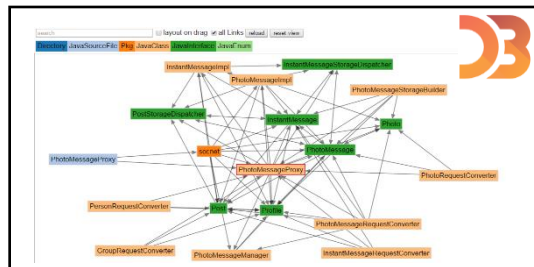 search layout on drag all Links reload reset view
Directory JavaSourceFile Pkg JavaClass JavaInterface JavaEnum
InstantMessageImpl InstantMessageStorageDispatcher
PhotoMessageImpl
PhotoMessageStorageBuilder
PostStorageDispatcher InstantMessage
Photo
socnet PhotoMessage
PhotoMessageProxy
PhotoMessageProxy PhotoRequestConverter
PersonRequestConverter Post Profile
PhotoMessageRequestConverter
GroupRequestConverter PhotoMessageManager InstantMessageRequestConverter